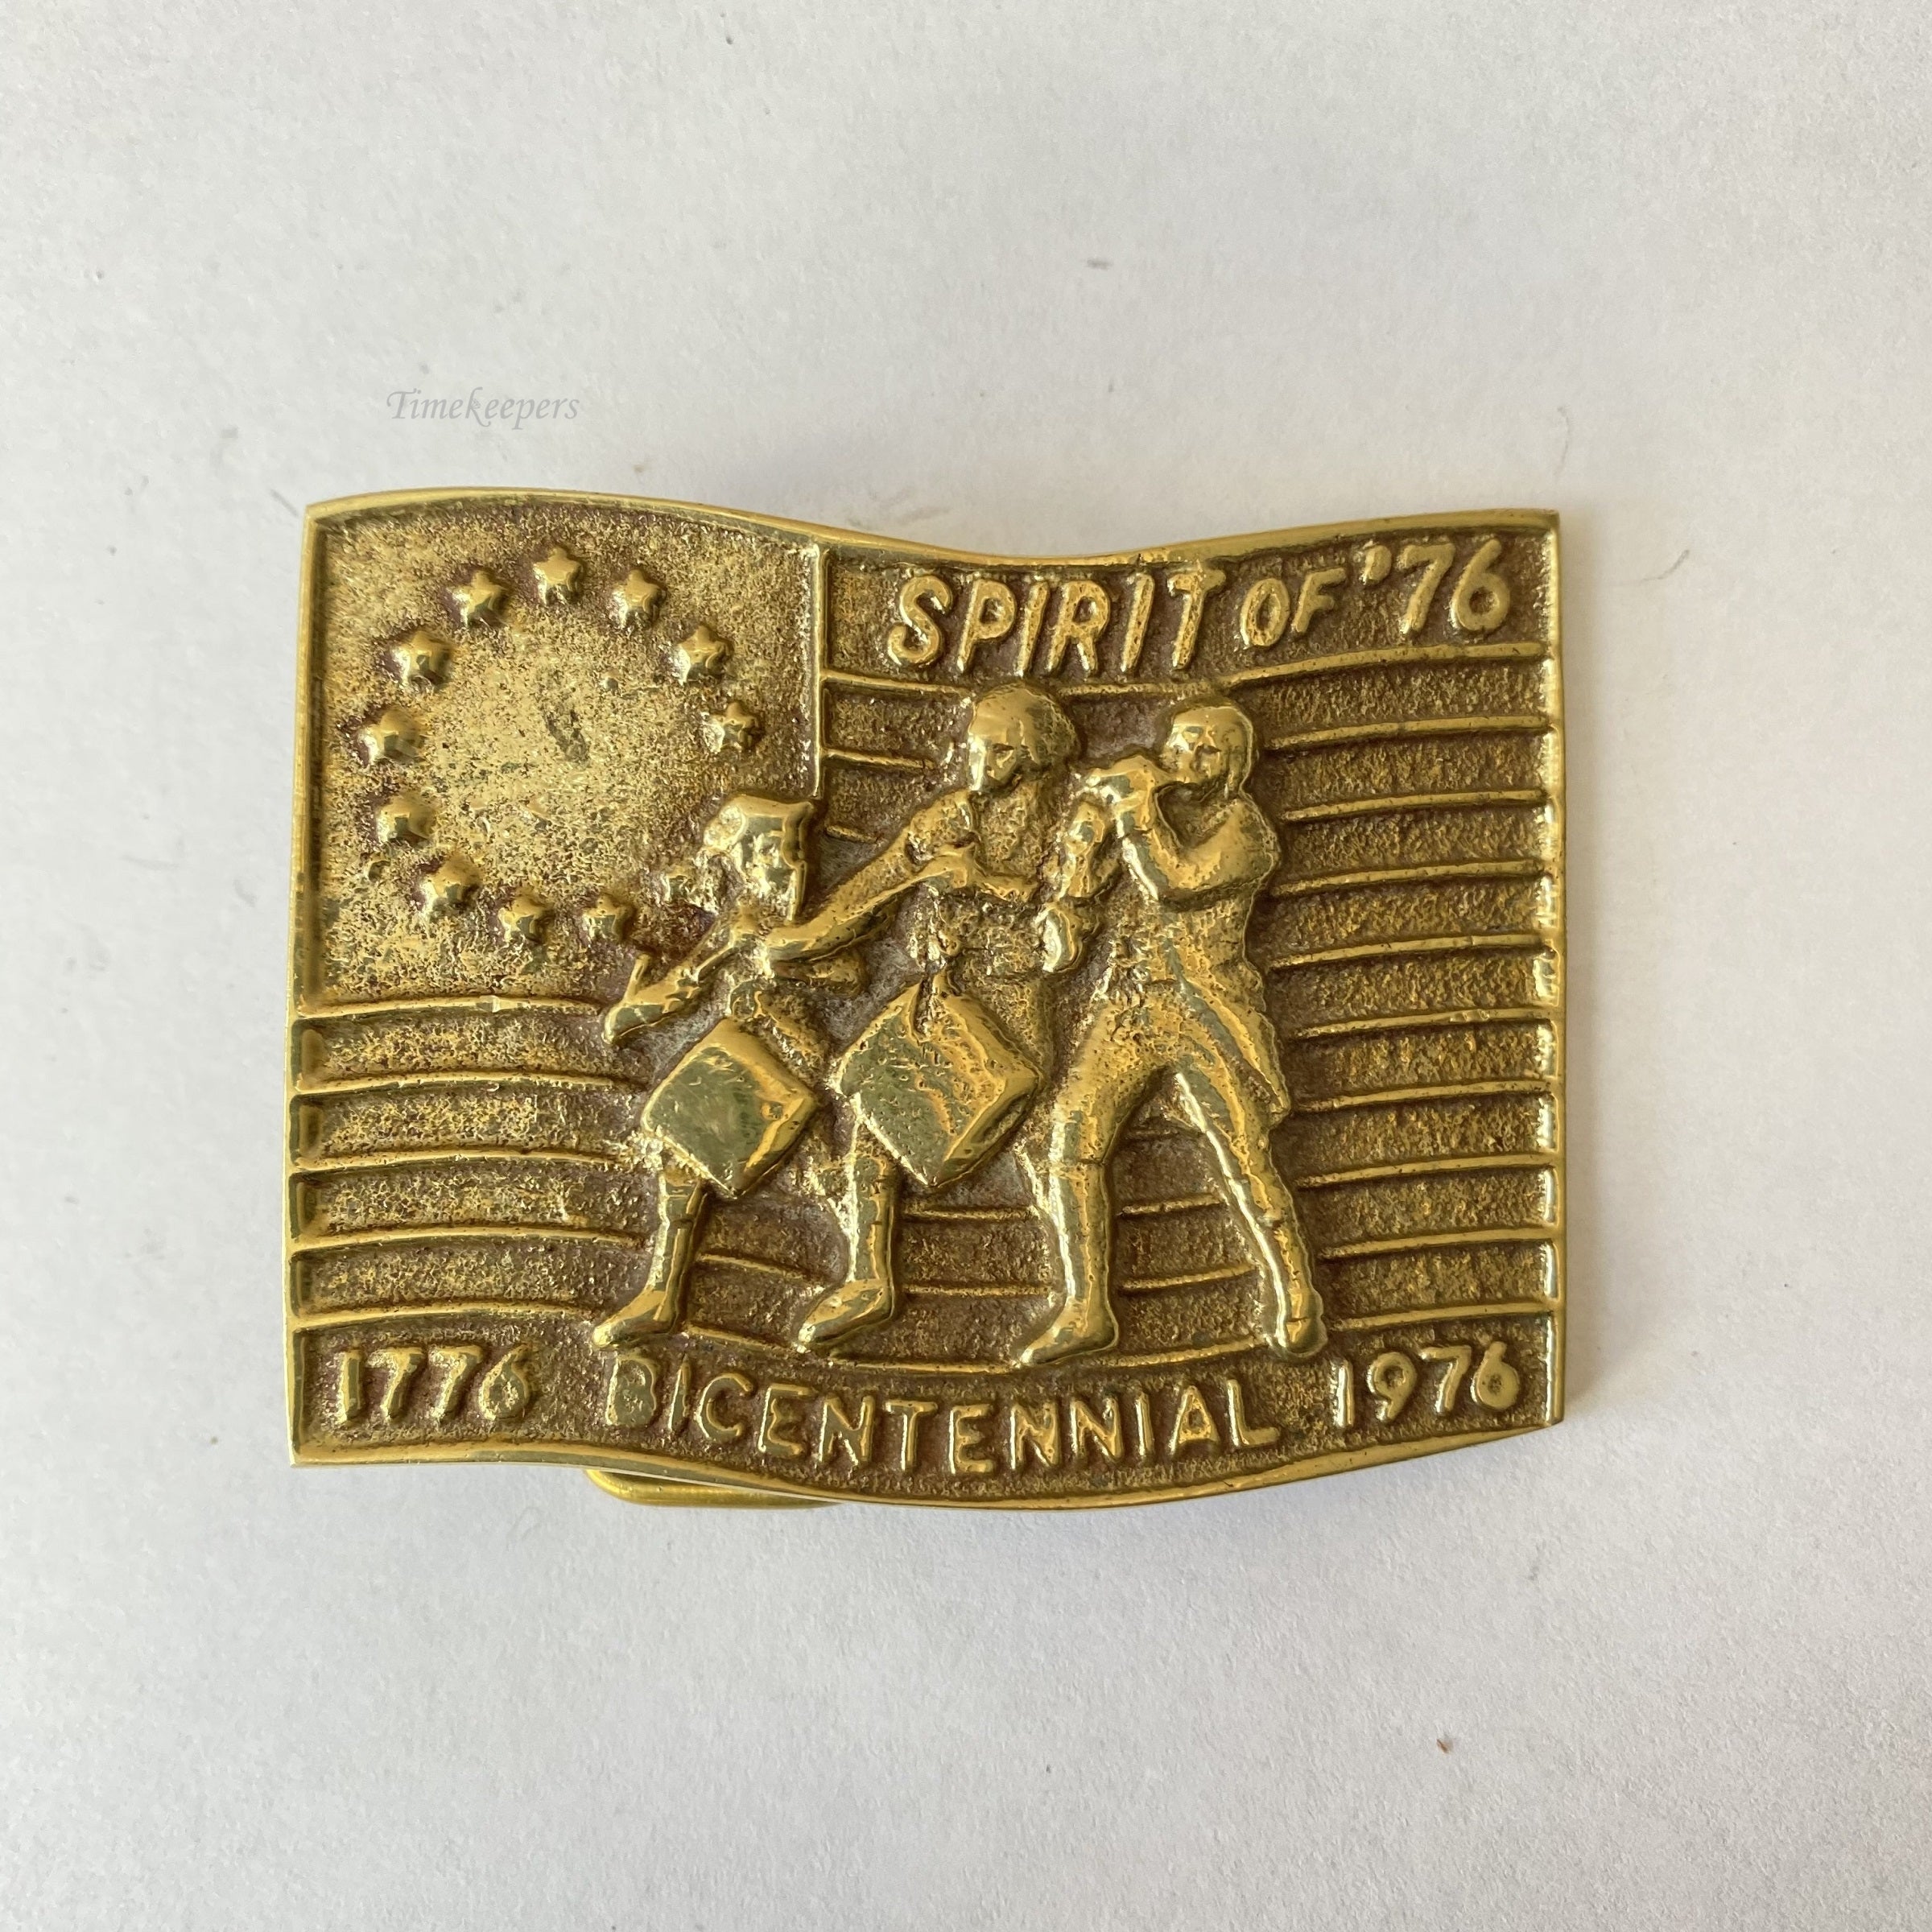 Timekeepers
SPIRIT OF '76
1776 BICENTENNIAL 1976